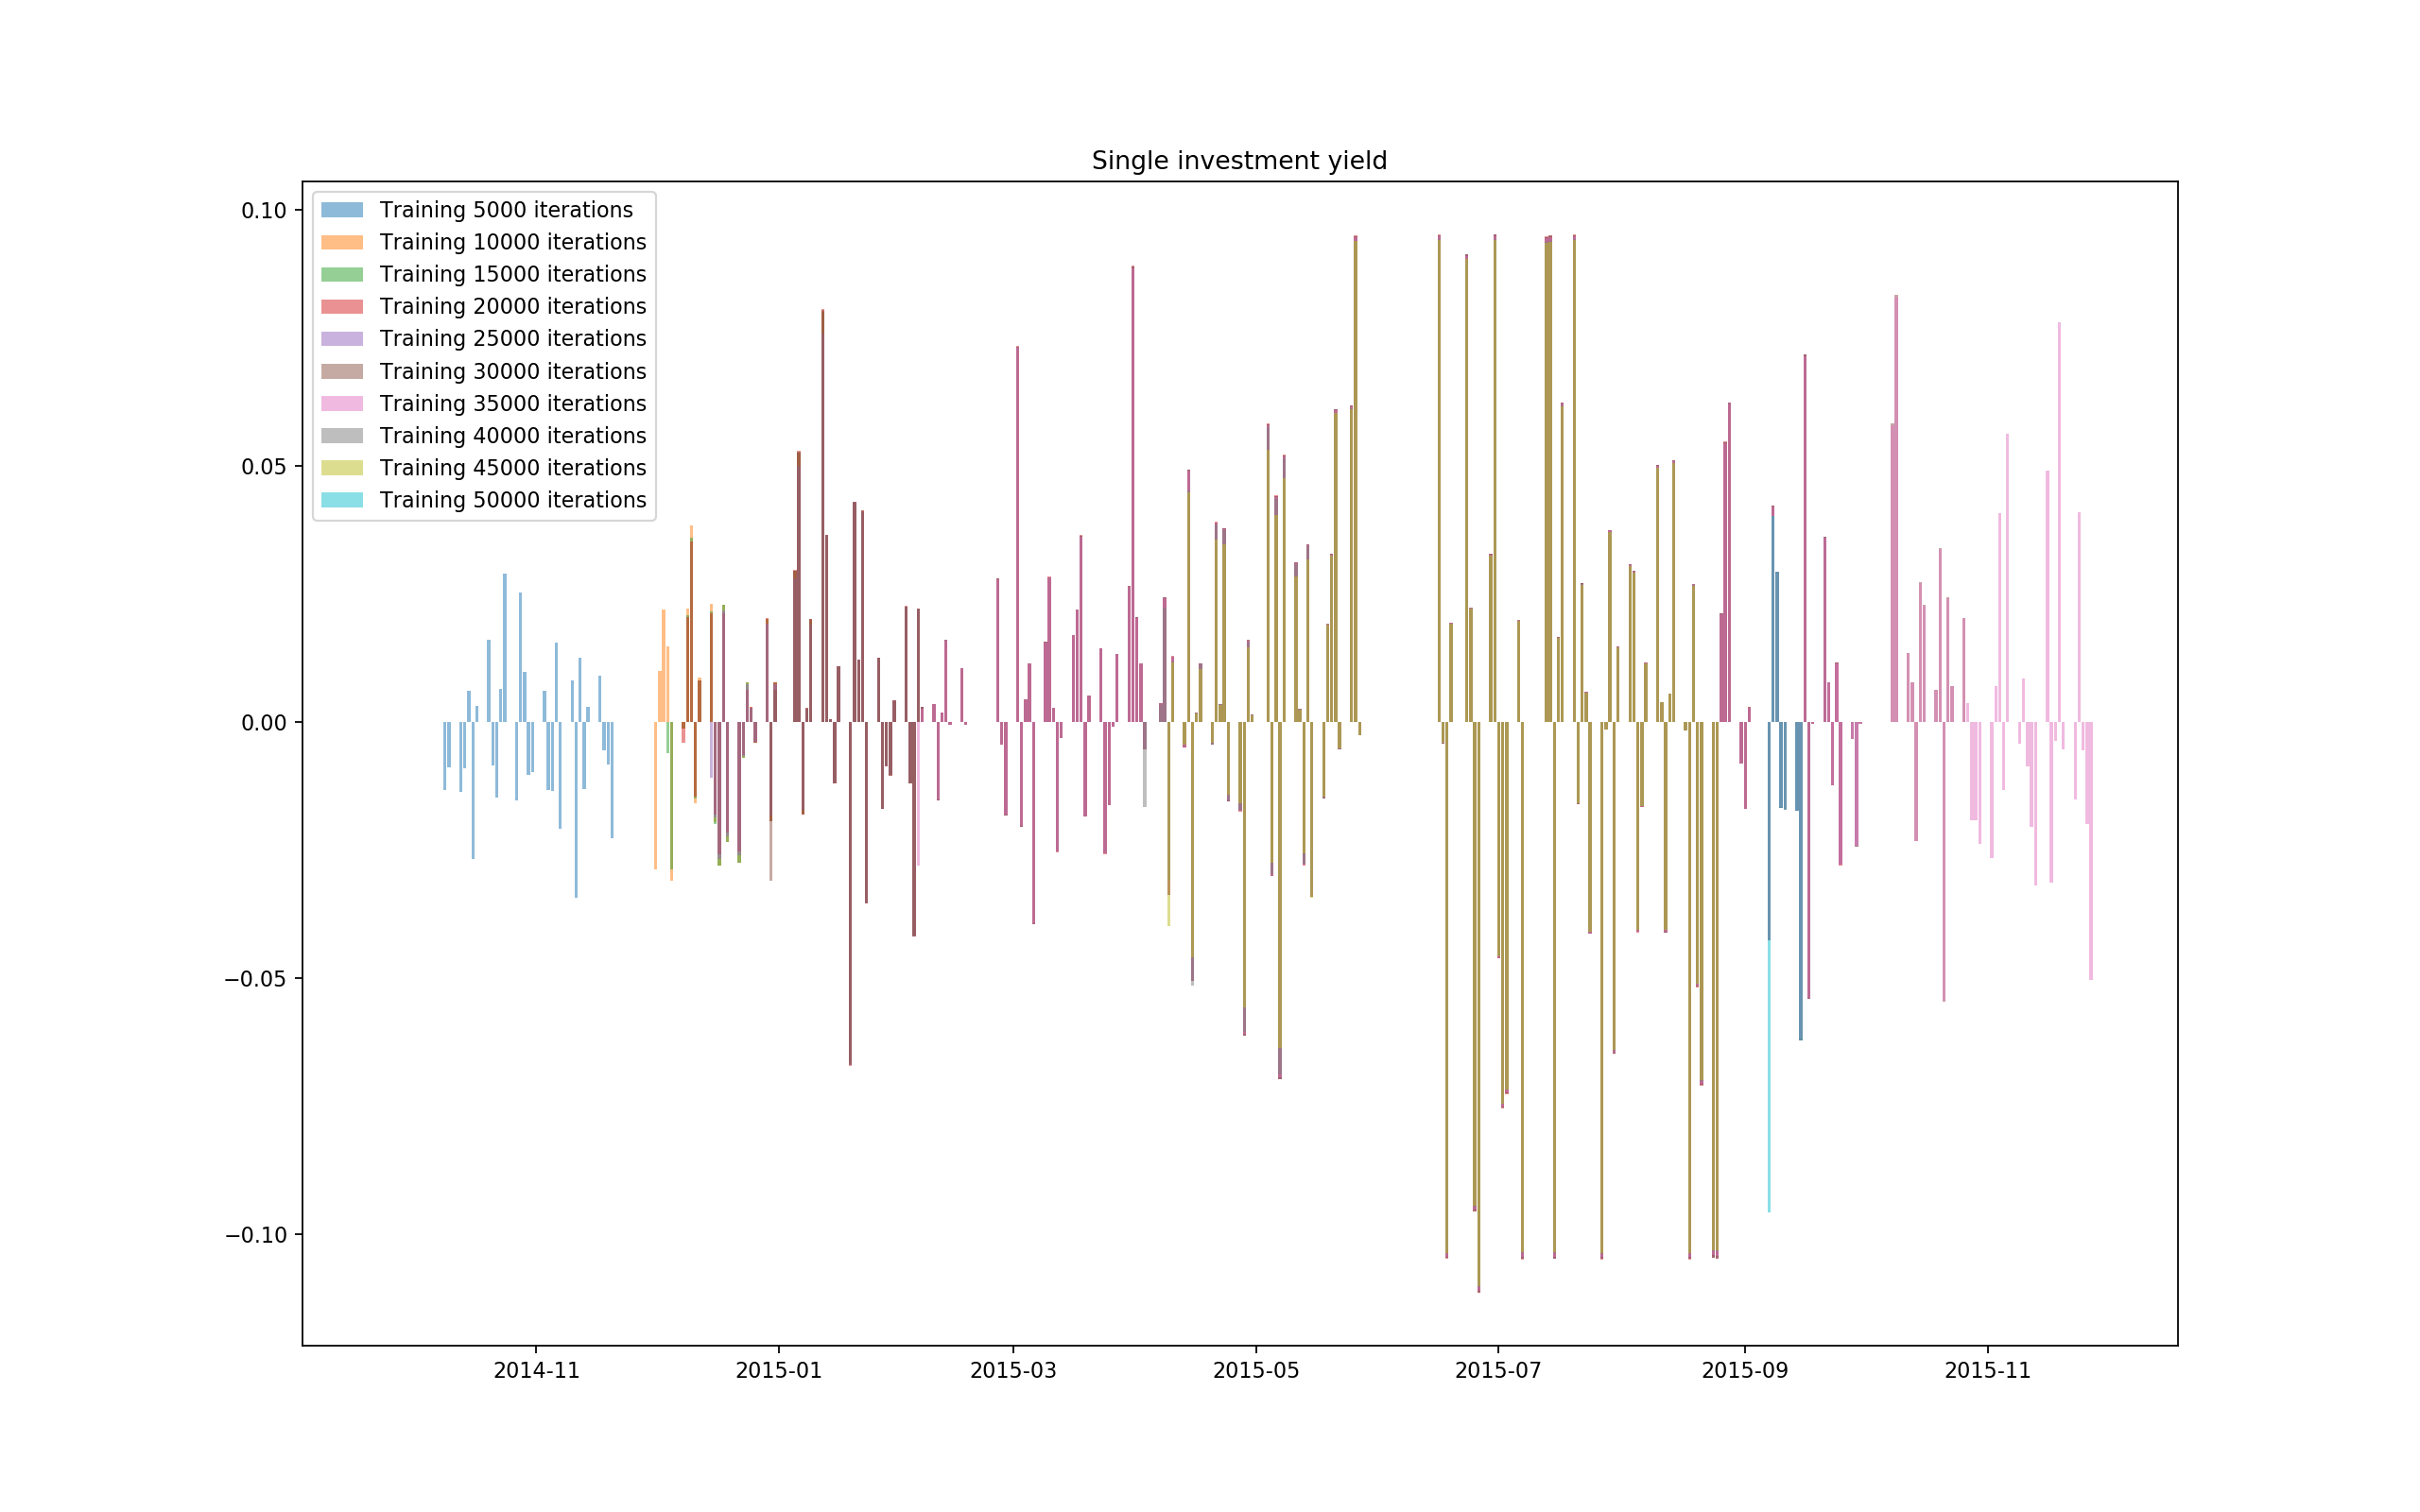 Single investment yield
0.10
0.05
0.00
−0.05
−0.10
Training 5000 iterations
Training 10000 iterations
Training 15000 iterations
Training 20000 iterations
Training 25000 iterations
Training 30000 iterations
Training 35000 iterations
Training 40000 iterations
Training 45000 iterations
Training 50000 iterations
2014-11 2015-01 2015-03 2015-05 2015-07 2015-09 2015-11